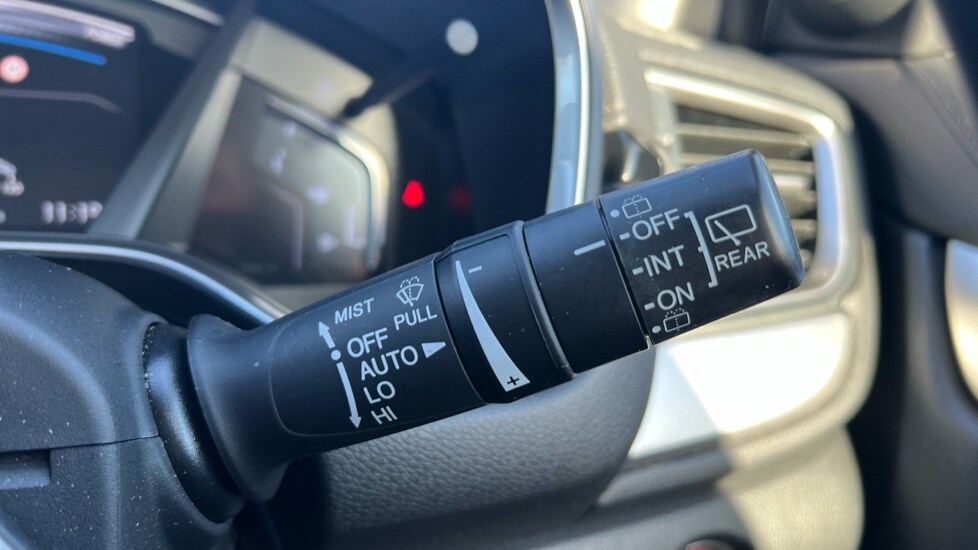 MIST
PULL
OFF
AUTO
LO
HI
-
+
OFF
INT
ON
REAR